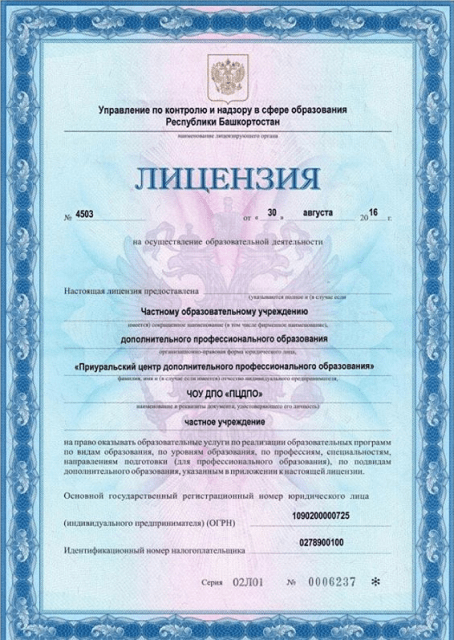 Управление по контролю и надзору в сфере образования
Республики Башкортостан
наименование лицензирующего органа
ЛИЦЕНЗИЯ
№ 4503 от « 30 » августа 20 16 г.
на осуществление образовательной деятельности
Настоящая лицензия предоставлена
(указываются полное и (в случае если
Частному образовательному учреждению
имеется) сокращенное наименование (в том числе фирменное наименование),
дополнительного профессионального образования
организационно-правовая форма юридического лица,
«Приуральский центр дополнительного профессионального образования»
фамилия, имя и (в случае если имеется) отчество индивидуального предпринимателя,
ЧОУ ДПО «ПЦДПО»
наименование и реквизиты документа, удостоверяющего его личность)
частное учреждение
на право оказывать образовательные услуги по реализации образовательных программ
по видам образования, по уровням образования, по профессиям, специальностям,
направлениям подготовки (для профессионального образования), по подвидам
дополнительного образования, указанным в приложении к настоящей лицензии.
Основной государственный регистрационный номер юридического лица
(индивидуального предпринимателя) (ОГРН) 1090200000725
Идентификационный номер налогоплательщика 0278900100
Серия 02Л01 № 0006237 *